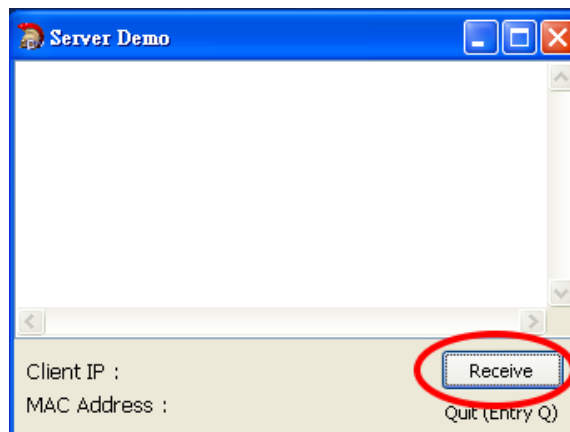 Server Demo
Client IP :
Receive
MAC Address :
Quit (Entry Q)